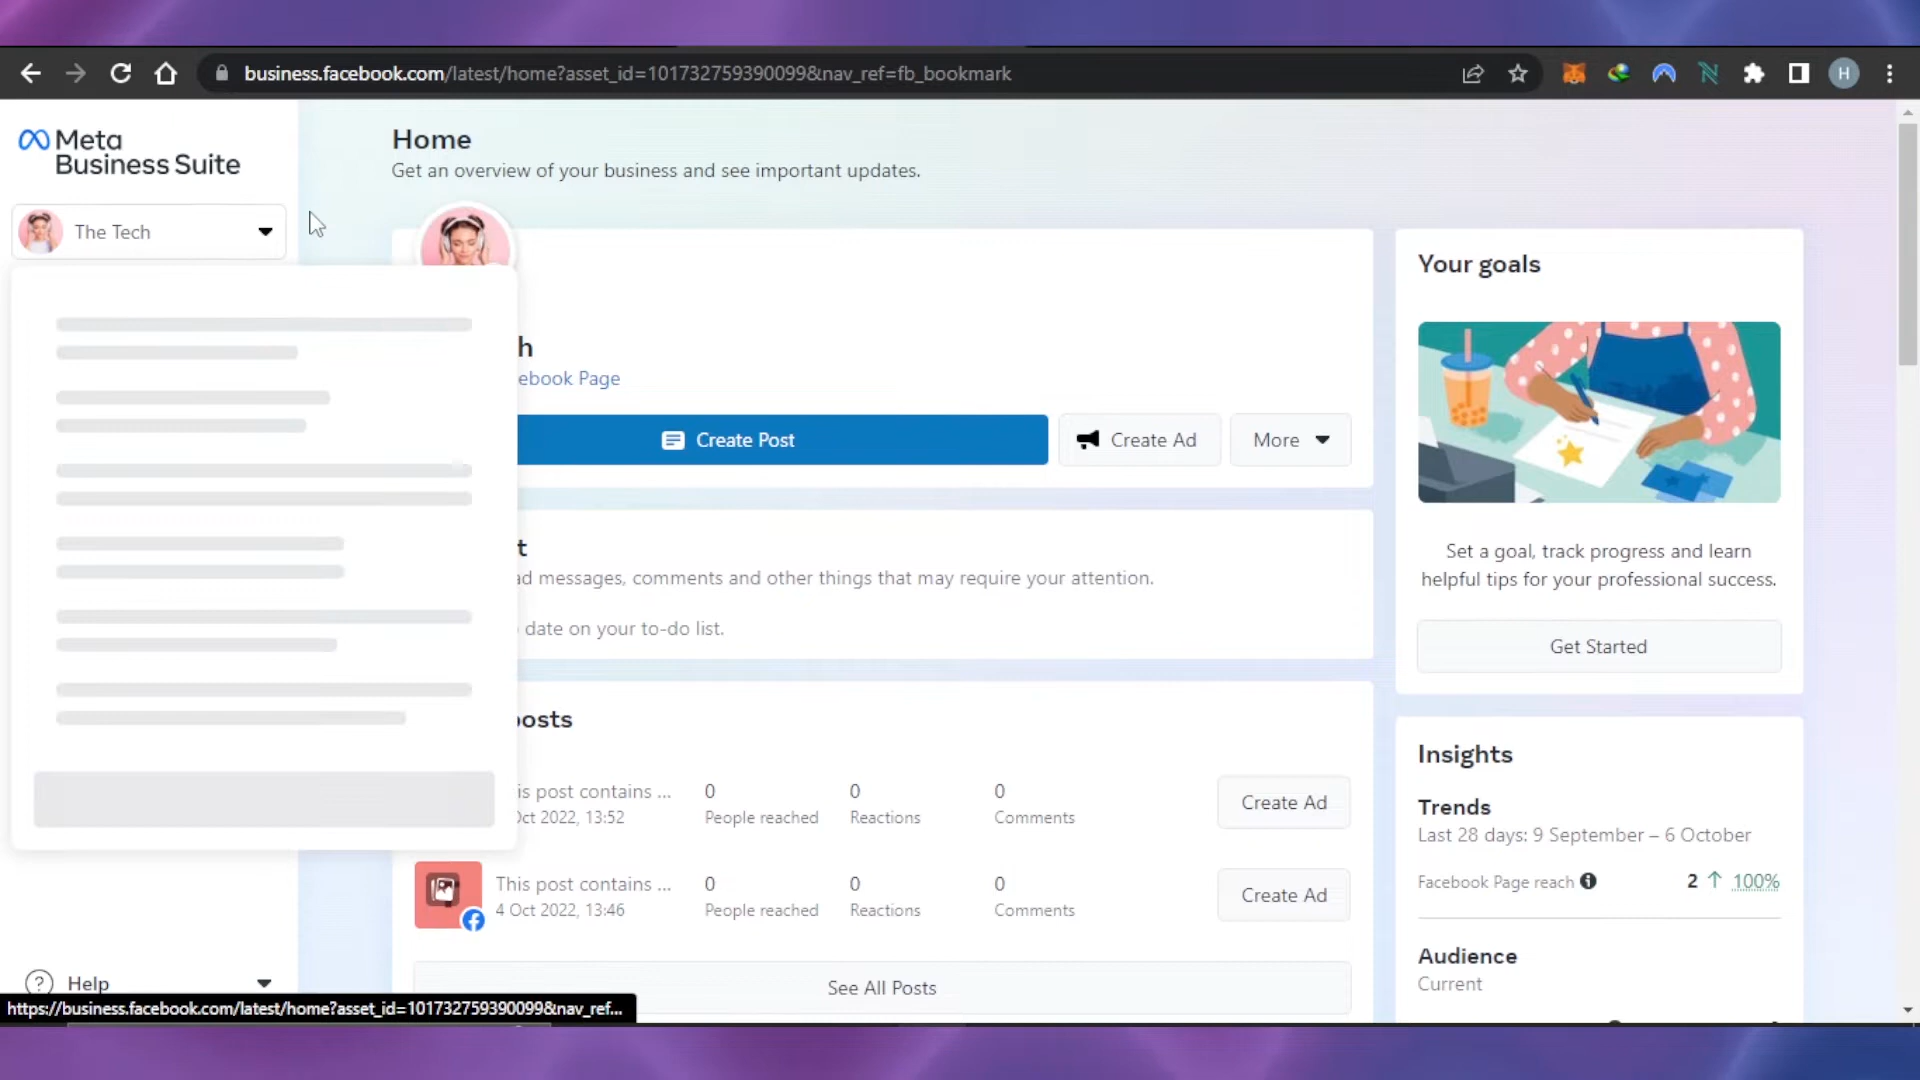 business.facebook.com/latest/home?asset_id=101732759390099&nav_ref=fb_bookmark
H
Meta
Business Suite
The Tech
Home
Get an overview of your business and see important updates.
h
ebook Page
Create Post
Create Ad
More
t
ad messages, comments and other things that may require your attention.
date on your to-do list.
posts
is post contains ...
0
0
0
Create Ad
Oct 2022, 13:52
People reached
Reactions
Comments
This post contains ...
0
0
0
Create Ad
4 Oct 2022, 13:46
People reached
Reactions
Comments
See All Posts
Your goals
Set a goal, track progress and learn
helpful tips for your professional success.
Get Started
Insights
Trends
Last 28 days: 9 September – 6 October
Facebook Page reach
2 ↑ 100%
Audience
Current
Help
https://business.facebook.com/latest/home?asset_id=101732759390099&nav_ref...